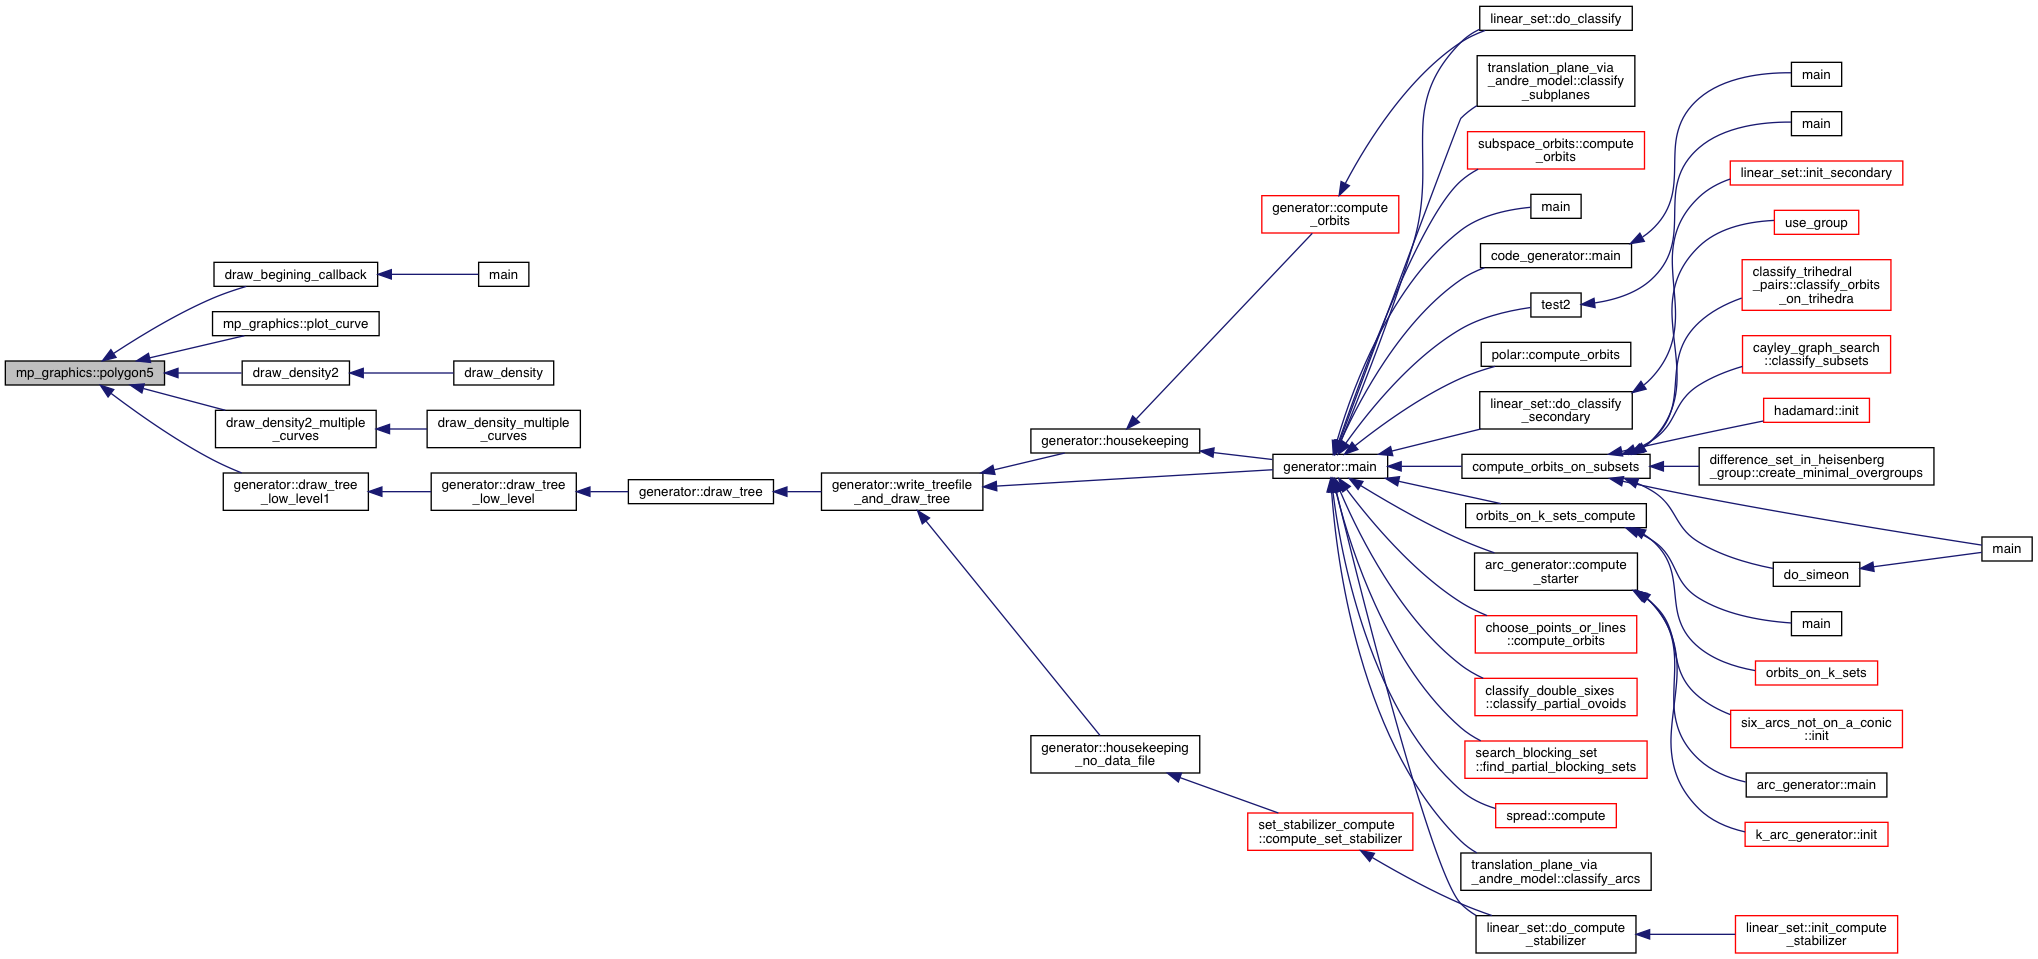 mp_graphics::polygon5
draw_begining_callback
main
mp_graphics::plot_curve
draw_density2
draw_density
draw_density2_multiple
_curves
draw_density_multiple
_curves
generator::draw_tree
_low_level1
generator::draw_tree
_low_level
generator::draw_tree
generator::write_treefile
_and_draw_tree
generator::housekeeping
generator::housekeeping
_no_data_file
generator::compute
_orbits
set_stabilizer_compute
::compute_set_stabilizer
generator::main
linear_set::do_classify
translation_plane_via
_andre_model::classify
_subplanes
subspace_orbits::compute
_orbits
main
code_generator::main
test2
polar::compute_orbits
linear_set::do_classify
_secondary
compute_orbits_on_subsets
orbits_on_k_sets_compute
arc_generator::compute
_starter
choose_points_or_lines
::compute_orbits
classify_double_sixes
::classify_partial_ovoids
search_blocking_set
::find_partial_blocking_sets
spread::compute
translation_plane_via
_andre_model::classify_arcs
linear_set::do_compute
_stabilizer
main
main
linear_set::init_secondary
use_group
classify_trihedral
_pairs::classify_orbits
_on_trihedra
cayley_graph_search
::classify_subsets
hadamard::init
difference_set_in_heisenberg
_group::create_minimal_overgroups
do_simeon
main
main
orbits_on_k_sets
six_arcs_not_on_a_conic
::init
arc_generator::main
k_arc_generator::init
linear_set::init_compute
_stabilizer